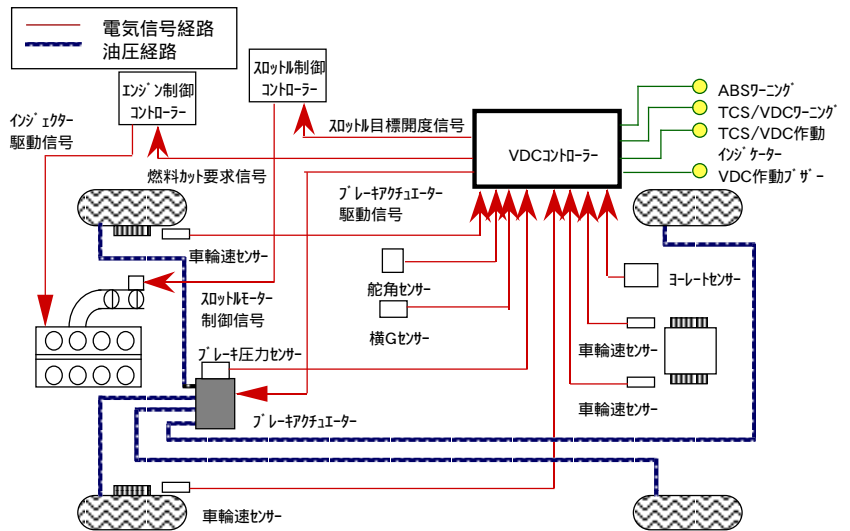 電気信号経路
油圧経路
エンジン制御
コントローラー
スロットル制御
コントローラー
インジェクター
駆動信号
スロットル目標開度信号
VDCコントローラー
ABSワーニング
TCS/VDCワーニング
TCS/VDC作動
インジケーター
VDC作動ブザー
燃料カット要求信号
ブレーキアクチュエーター
駆動信号
車輪速センサー
舵角センサー
ヨーレートセンサー
スロットルモーター
制御信号
横Gセンサー
車輪速センサー
ブレーキ圧力センサー
車輪速センサー
ブレーキアクチュエーター
車輪速センサー